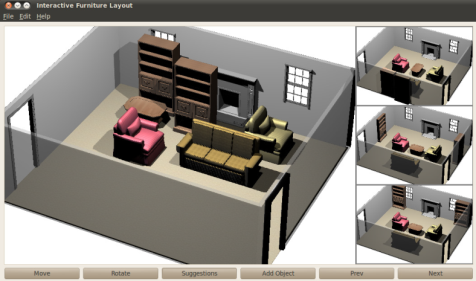 Interactive Furniture Layout
File Edit Help
Move Rotate Suggestions Add Object Prev Next